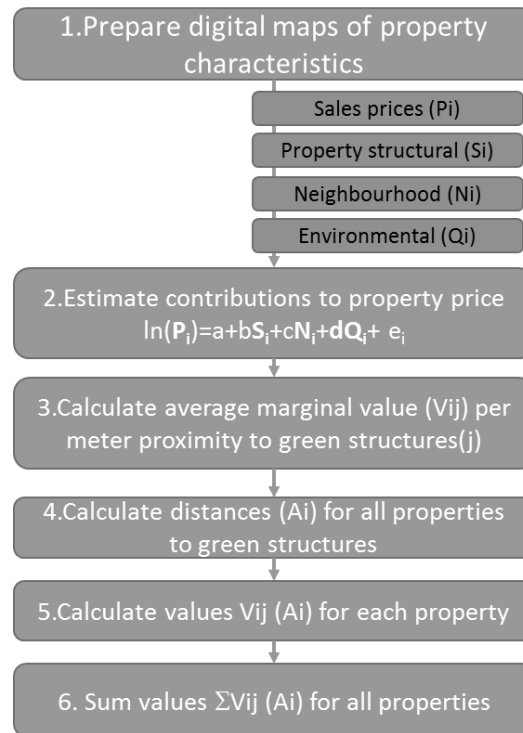 1.Prepare digital maps of property
characteristics
Sales prices (Pi)
Property structural (Si)
Neighbourhood (Ni)
Environmental (Qi)
2.Estimate contributions to property price
ln(Pᵢ)=a+bSᵢ+cNᵢ+dQᵢ+ eᵢ
3.Calculate average marginal value (Vij) per
meter proximity to green structures(j)
4.Calculate distances (Ai) for all properties
to green structures
5.Calculate values Vij (Ai) for each property
6. Sum values ΣVij (Ai) for all properties